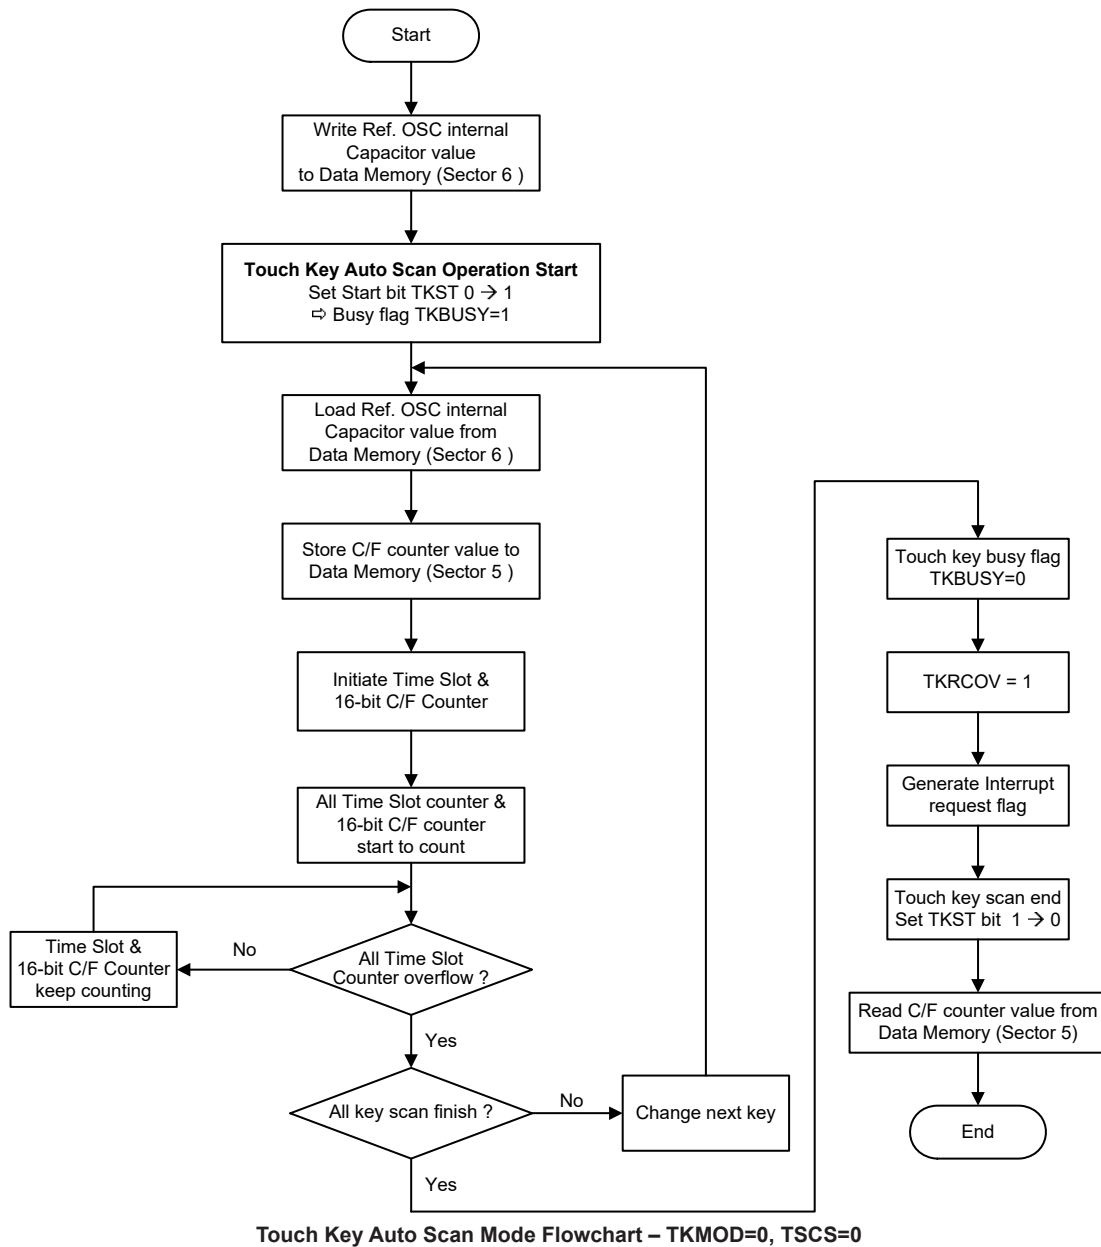 Start
Write Ref. OSC internal
Capacitor value
to Data Memory (Sector 6 )
Touch Key Auto Scan Operation Start
Set Start bit TKST 0 → 1
⇨ Busy flag TKBUSY=1
Load Ref. OSC internal
Capacitor value from
Data Memory (Sector 6 )
Store C/F counter value to
Data Memory (Sector 5 )
Initiate Time Slot &
16-bit C/F Counter
All Time Slot counter &
16-bit C/F counter
start to count
All Time Slot
Counter overflow ?
No
Time Slot &
16-bit C/F Counter
keep counting
Yes
All key scan finish ?
No
Change next key
Yes
Touch key busy flag
TKBUSY=0
TKRCOV = 1
Generate Interrupt
request flag
Touch key scan end
Set TKST bit 1 → 0
Read C/F counter value from
Data Memory (Sector 5)
End
Touch Key Auto Scan Mode Flowchart – TKMOD=0, TSCS=0